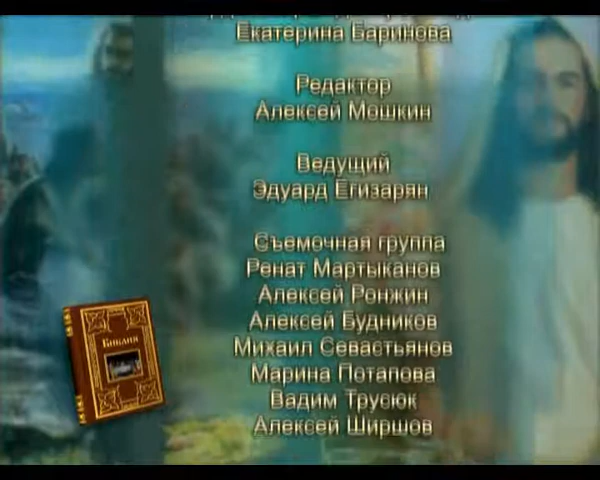 Екатерина Баринова
Редактор
Алексей Мошкин
Ведущий
Эдуард Егизарян
Съемочная группа
Ренат Мартыканов
Алексей Ронжин
Алексей Будников
Михаил Севастьянов
Марина Потапова
Вадим Трусюк
Алексей Ширшов
Библия